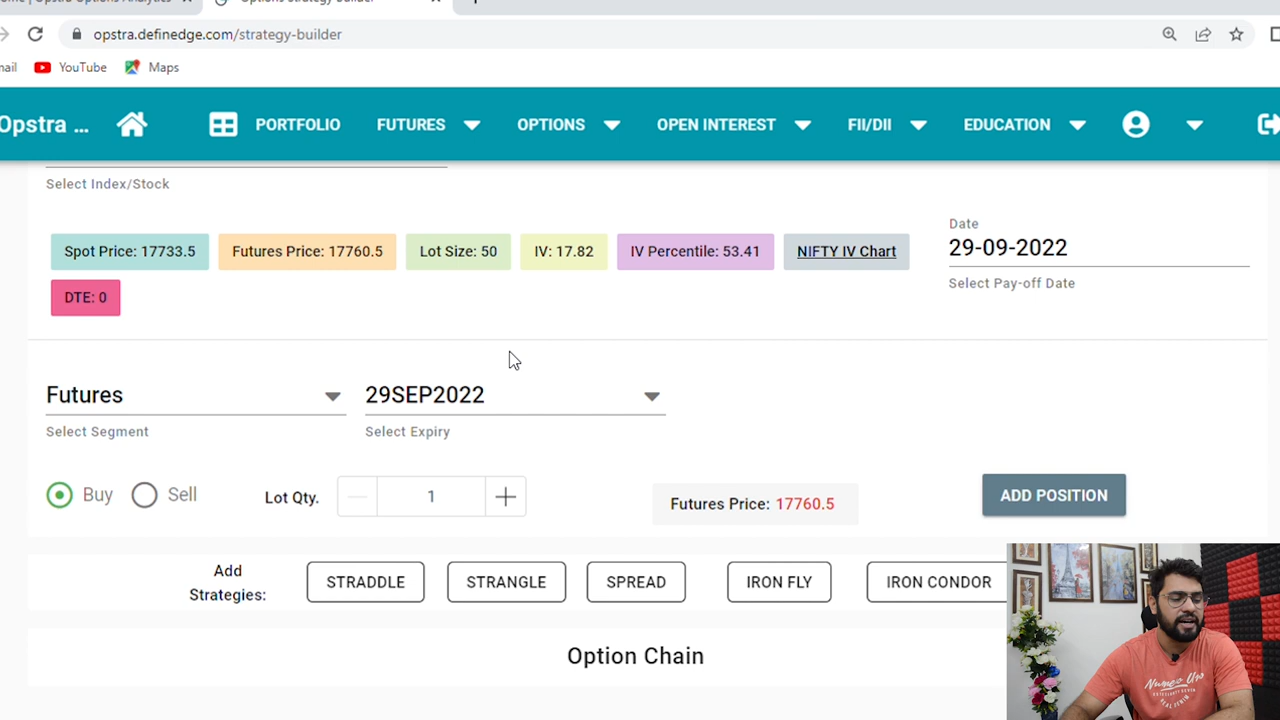 opstra.definedge.com/strategy-builder
YouTube
Maps
Opstra ...
PORTFOLIO
FUTURES
OPTIONS
OPEN INTEREST
FII/DII
EDUCATION
Select Index/Stock
Spot Price: 17733.5
Futures Price: 17760.5
Lot Size: 50
IV: 17.82
IV Percentile: 53.41
NIFTY IV Chart
DTE: 0
Date
29-09-2022
Select Pay-off Date
Futures
Select Segment
29SEP2022
Select Expiry
Buy
Sell
Lot Qty.
1
Futures Price: 17760.5
ADD POSITION
Add
Strategies:
STRADDLE
STRANGLE
SPREAD
IRON FLY
IRON CONDOR
Option Chain